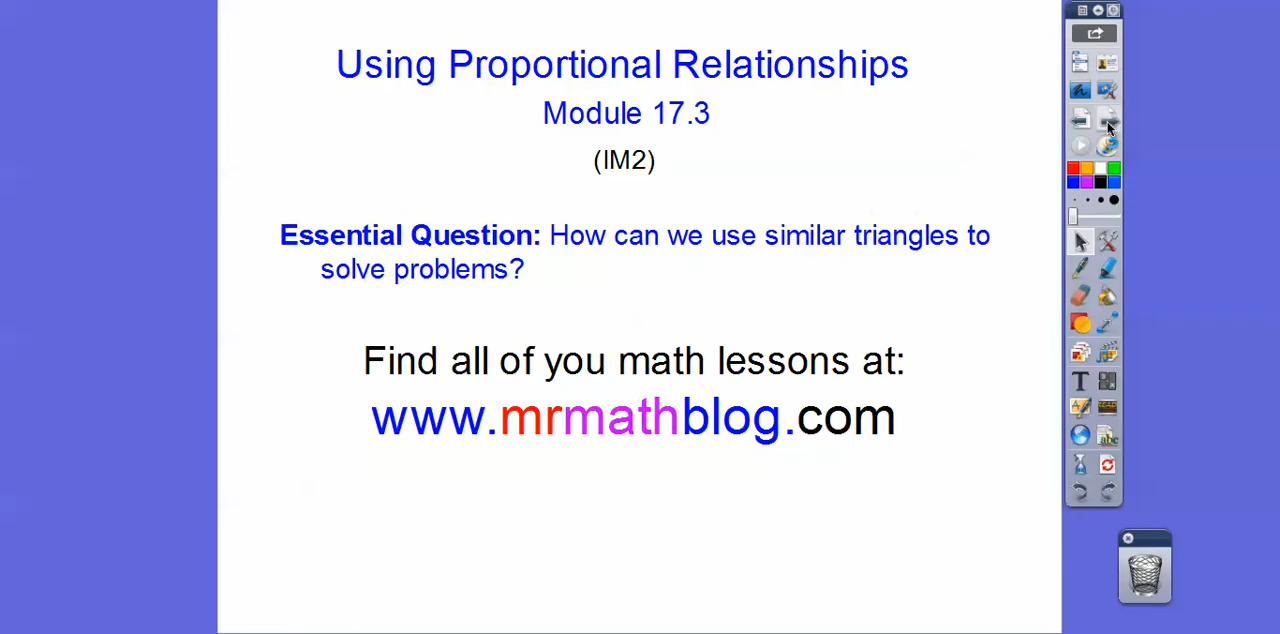 Using Proportional Relationships
Module 17.3
(IM2)
Essential Question: How can we use similar triangles to
solve problems?
Find all of you math lessons at:
www.mrmathblog.com